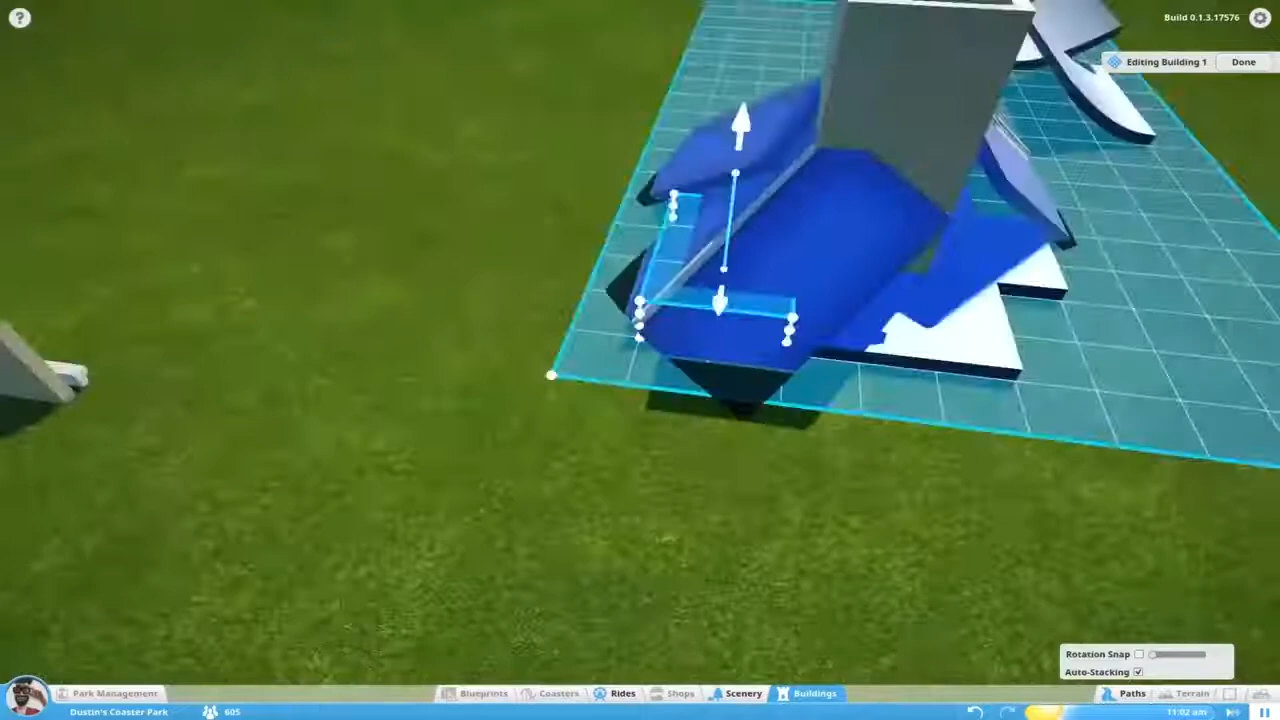 ?
Build 0.1.3.17576
Editing Building 1 Done
Rotation Snap
Auto-Stacking
Park Management Blueprints Coasters Rides Shops Scenery Buildings Paths Terrain
Dustin's Coaster Park 605 11:02 am